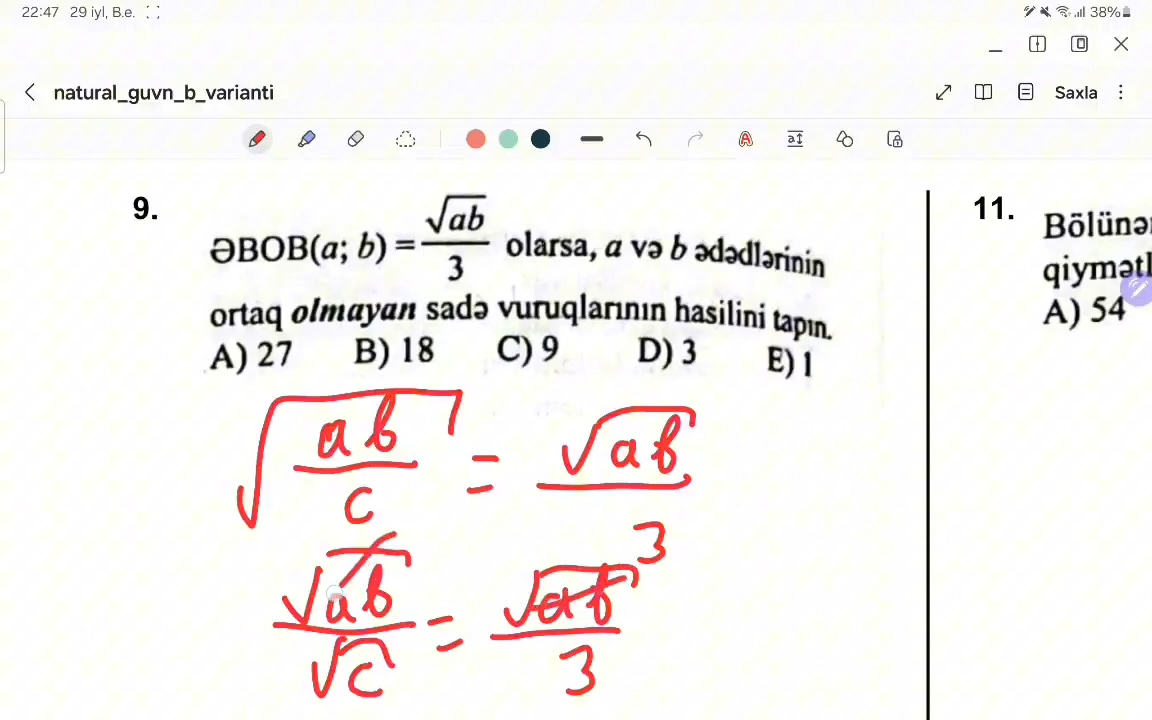 22:47 29 iyl, B.e.
38%
natural_guvn_b_varianti
Saxla
9.
ƏBOB(a; b) = √ab / 3 olarsa, a və b ədədlərinin
ortaq olmayan sadə vuruqlarının hasilini tapın.
A) 27 B) 18 C) 9 D) 3 E) 1
√(ab / c) = √ab / 3
√ab / √c = √ab / 3
11.
Bölünə
qiymətl
A) 54